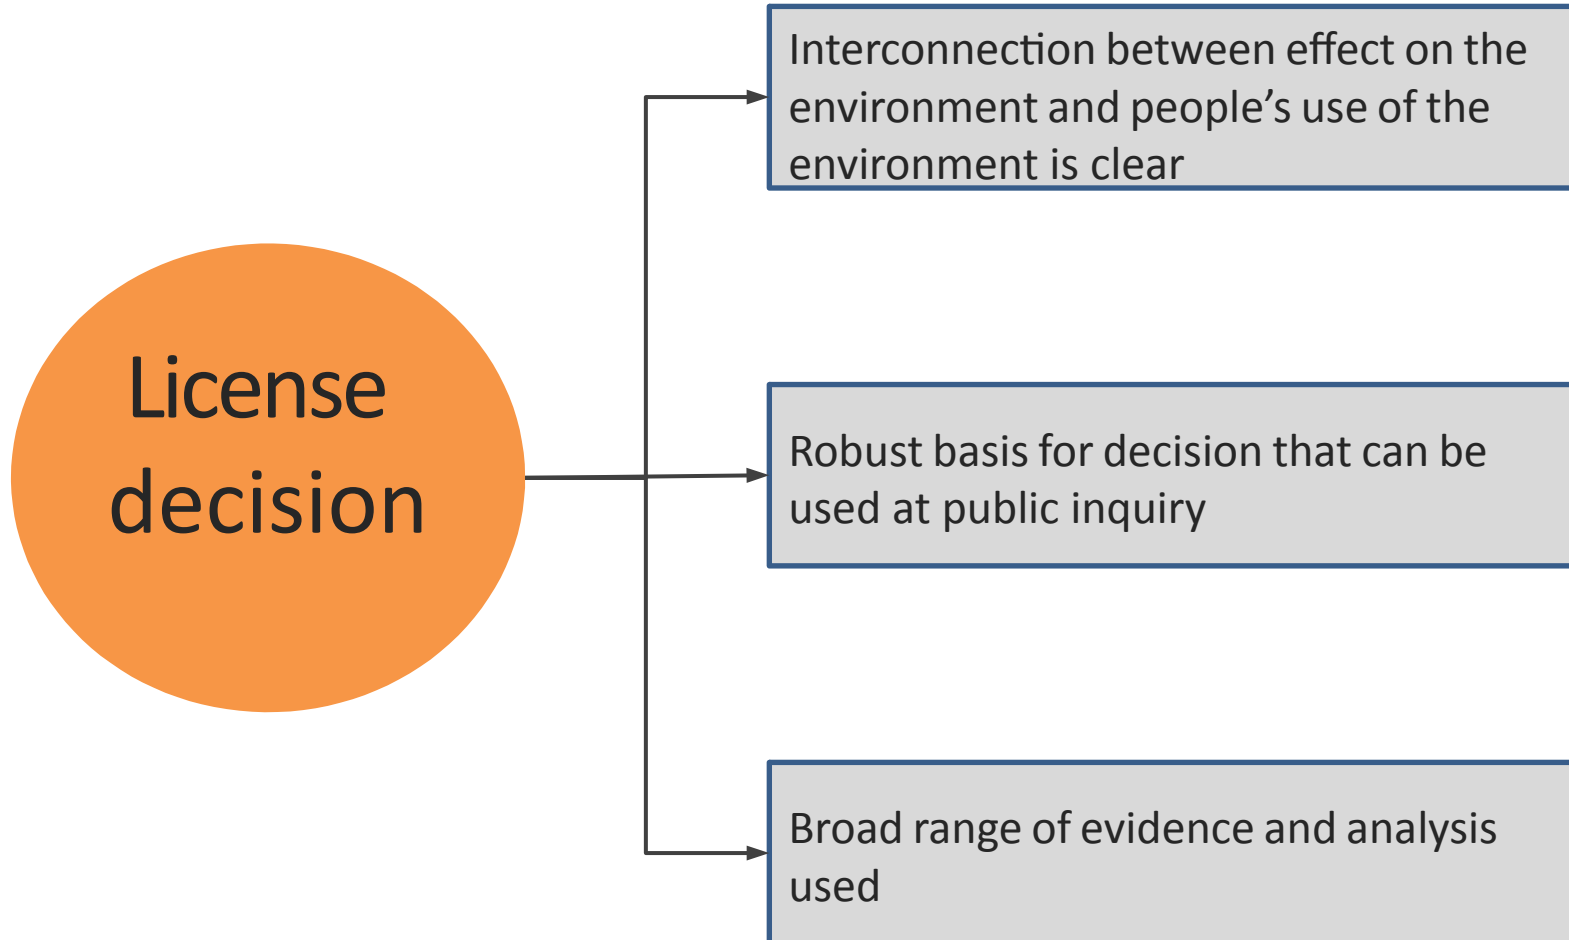 License
decision
Interconnection between effect on the
environment and people’s use of the
environment is clear
Robust basis for decision that can be
used at public inquiry
Broad range of evidence and analysis
used